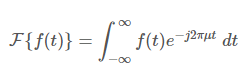 ℱ{f(t)} = ∫_{-∞}^{∞} f(t)e^{-j2πμt} dt